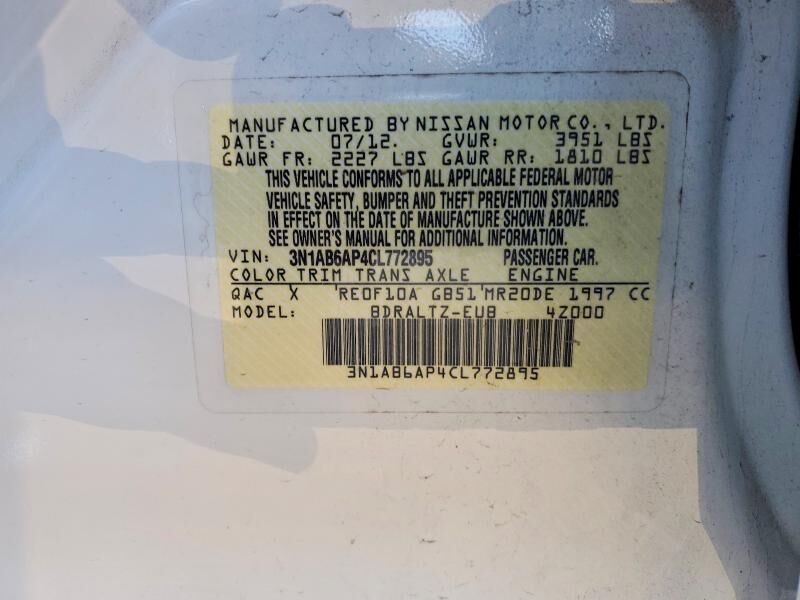 MANUFACTURED BY NISSAN MOTOR CO., LTD.
DATE: 07/12. GVWR: 3951 LBS
GAWR FR: 2227 LBS GAWR RR: 1810 LBS
THIS VEHICLE CONFORMS TO ALL APPLICABLE FEDERAL MOTOR
VEHICLE SAFETY, BUMPER AND THEFT PREVENTION STANDARDS
IN EFFECT ON THE DATE OF MANUFACTURE SHOWN ABOVE.
SEE OWNER'S MANUAL FOR ADDITIONAL INFORMATION.
VIN: 3N1AB6AP4CL772895 PASSENGER CAR.
COLOR TRIM TRANS AXLE ENGINE
QAC X RE0F10A GB51 MR20DE 1997 CC
MODEL: BDRALTZ-EUB 4Z000
3N1AB6AP4CL772895